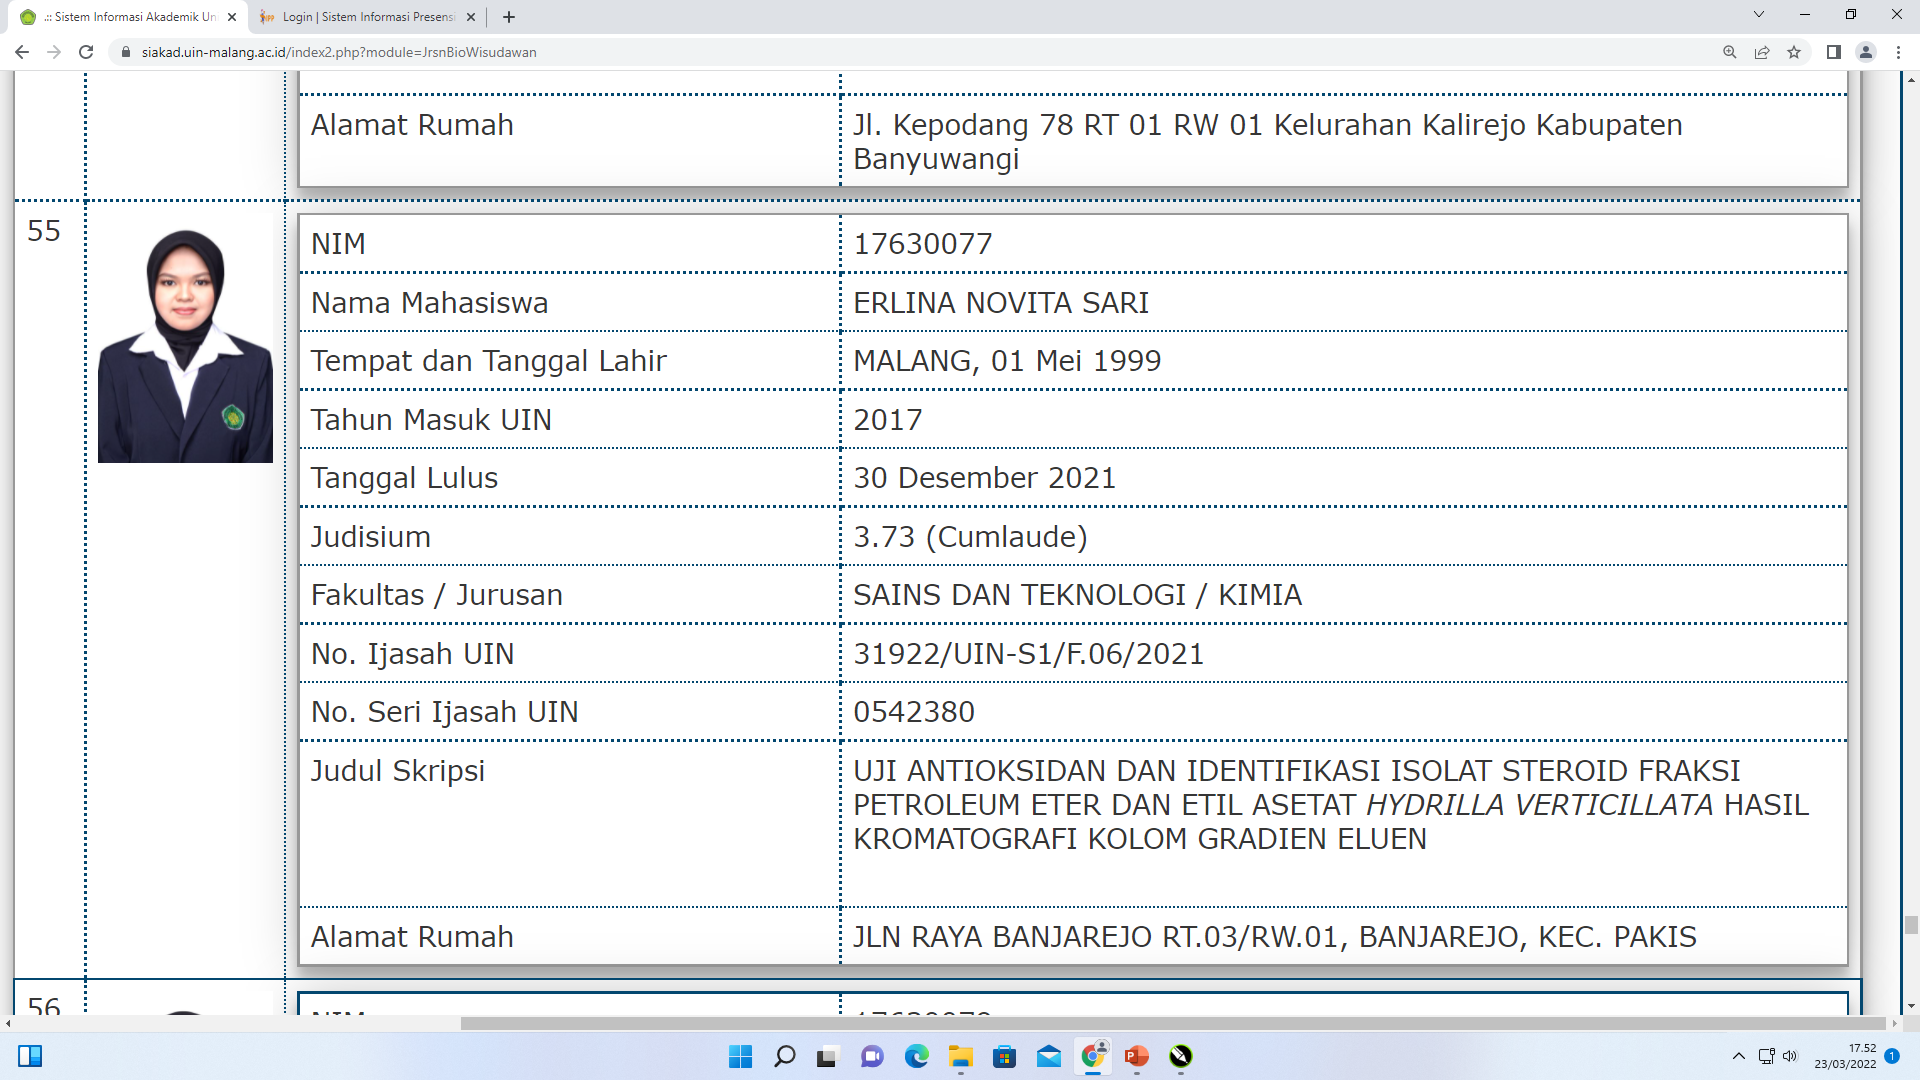 .:: Sistem Informasi Akademik Un
Login | Sistem Informasi Presensi
siakad.uin-malang.ac.id/index2.php?module=JrsnBioWisudawan
Alamat Rumah
Jl. Kepodang 78 RT 01 RW 01 Kelurahan Kalirejo Kabupaten
Banyuwangi
55
NIM
17630077
Nama Mahasiswa
ERLINA NOVITA SARI
Tempat dan Tanggal Lahir
MALANG, 01 Mei 1999
Tahun Masuk UIN
2017
Tanggal Lulus
30 Desember 2021
Judisium
3.73 (Cumlaude)
Fakultas / Jurusan
SAINS DAN TEKNOLOGI / KIMIA
No. Ijasah UIN
31922/UIN-S1/F.06/2021
No. Seri Ijasah UIN
0542380
Judul Skripsi
UJI ANTIOKSIDAN DAN IDENTIFIKASI ISOLAT STEROID FRAKSI
PETROLEUM ETER DAN ETIL ASETAT HYDRILLA VERTICILLATA HASIL
KROMATOGRAFI KOLOM GRADIEN ELUEN
Alamat Rumah
JLN RAYA BANJAREJO RT.03/RW.01, BANJAREJO, KEC. PAKIS
56
NIM
17.52
23/03/2022
1